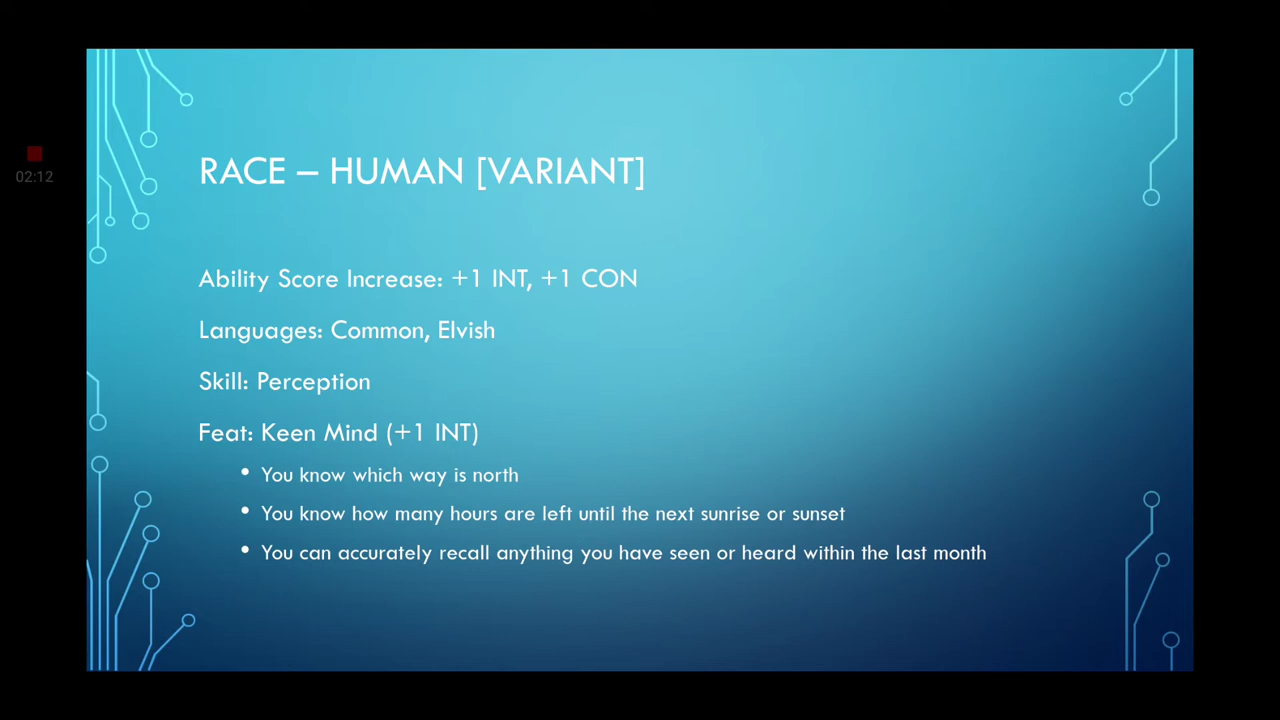 02:12
RACE – HUMAN [VARIANT]
Ability Score Increase: +1 INT, +1 CON
Languages: Common, Elvish
Skill: Perception
Feat: Keen Mind (+1 INT)
• You know which way is north
• You know how many hours are left until the next sunrise or sunset
• You can accurately recall anything you have seen or heard within the last month